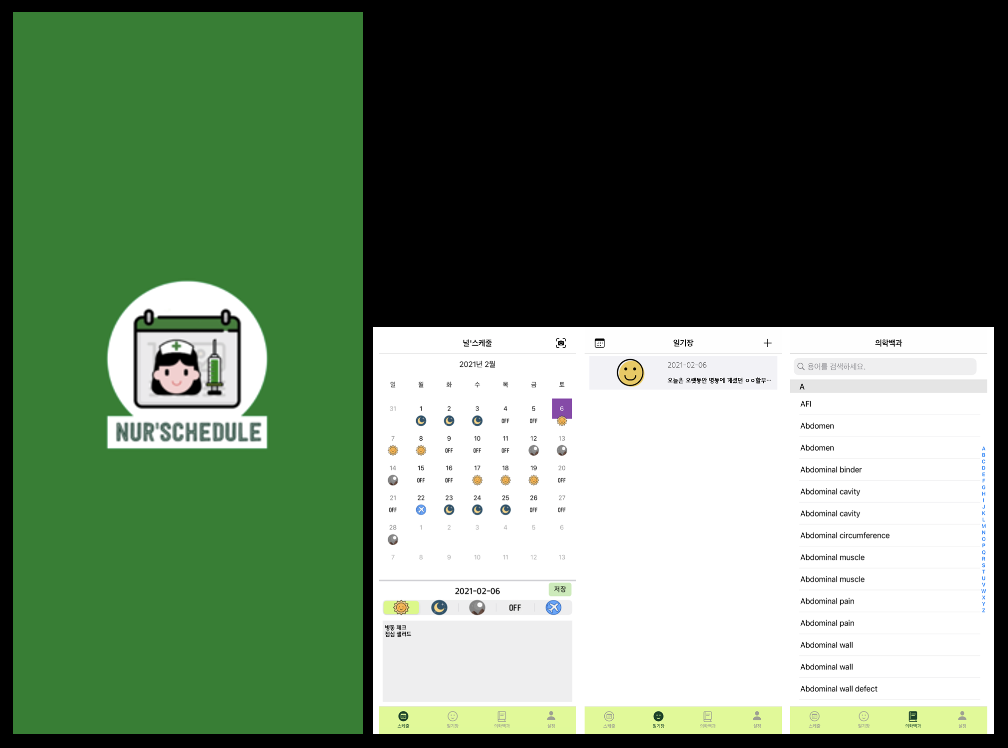 NUR'SCHEDULE
널'스케줄
2021년 2월
일 월 화 수 목 금 토
31 1 2 3 4 5 6
OFF OFF
7 8 9 10 11 12 13
OFF OFF OFF
14 15 16 17 18 19 20
OFF OFF OFF
21 22 23 24 25 26 27
OFF OFF OFF
28 1 2 3 4 5 6
7 8 9 10 11 12 13
2021-02-06
저장
OFF
병동 체크
점심 샐러드
스케줄 일기장 의학백과 설정
일기장
2021-02-06
오늘은 오랫동안 병동에 계셨던 ㅇㅇ할무…
스케줄 일기장 의학백과 설정
의학백과
용어를 검색하세요.
A
AFI
Abdomen
Abdomen
Abdominal binder
Abdominal cavity
Abdominal cavity
Abdominal circumference
Abdominal muscle
Abdominal muscle
Abdominal pain
Abdominal pain
Abdominal wall
Abdominal wall
Abdominal wall defect
A
B
C
D
E
F
G
H
I
J
K
L
M
N
O
P
Q
R
S
T
U
V
W
X
Y
Z
스케줄 일기장 의학백과 설정